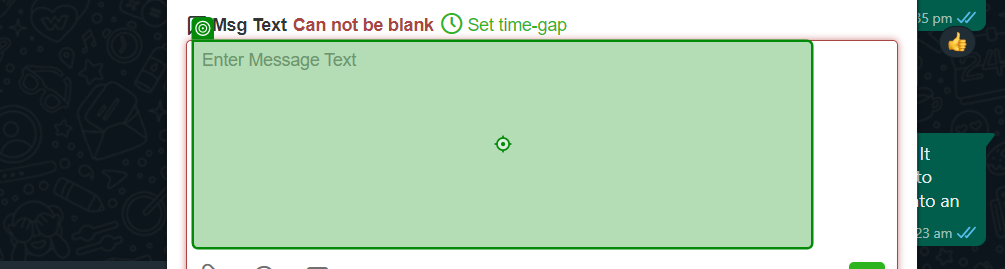 Msg Text Can not be blank Set time-gap
Enter Message Text
35 pm
It
to
nto an
23 am